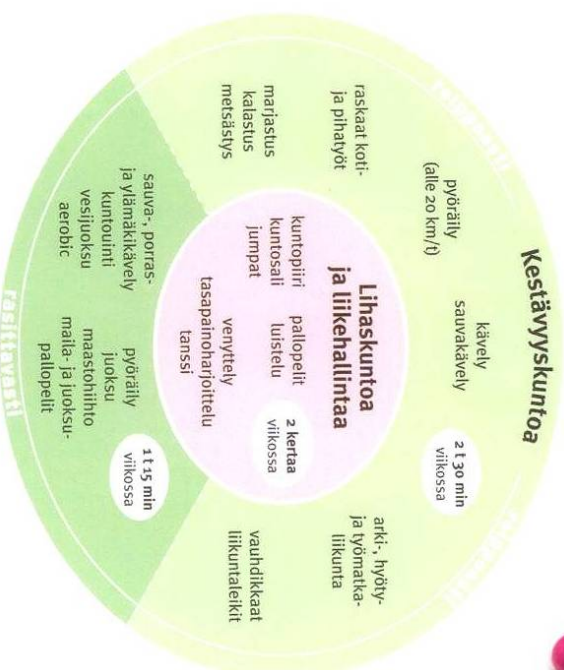 Kestävyyskuntoa
kävely
sauvakävely
2 t 30 min
viikossa
pyöräily
(alle 20 km/t)
arki-, hyöty-
ja työmatka-
liikunta
raskaat koti-
ja pihatyöt
marjastus
kalastus
metsästys
vauhdikkaat
liikuntaleikit
Lihaskuntoa
ja liikehallintaa
kuntopiiri
kuntosali
jumpat
pallopelit
luistelu
2 kertaa
viikossa
venyttely
tasapainoharjoittelu
tanssi
sauva-, porras-
ja ylämäkikävely
kuntouinti
vesijuoksu
aerobic
pyöräily
juoksu
maastohiihto
maila- ja juoksu-
pallopelit
1 t 15 min
viikossa
rasittavasti